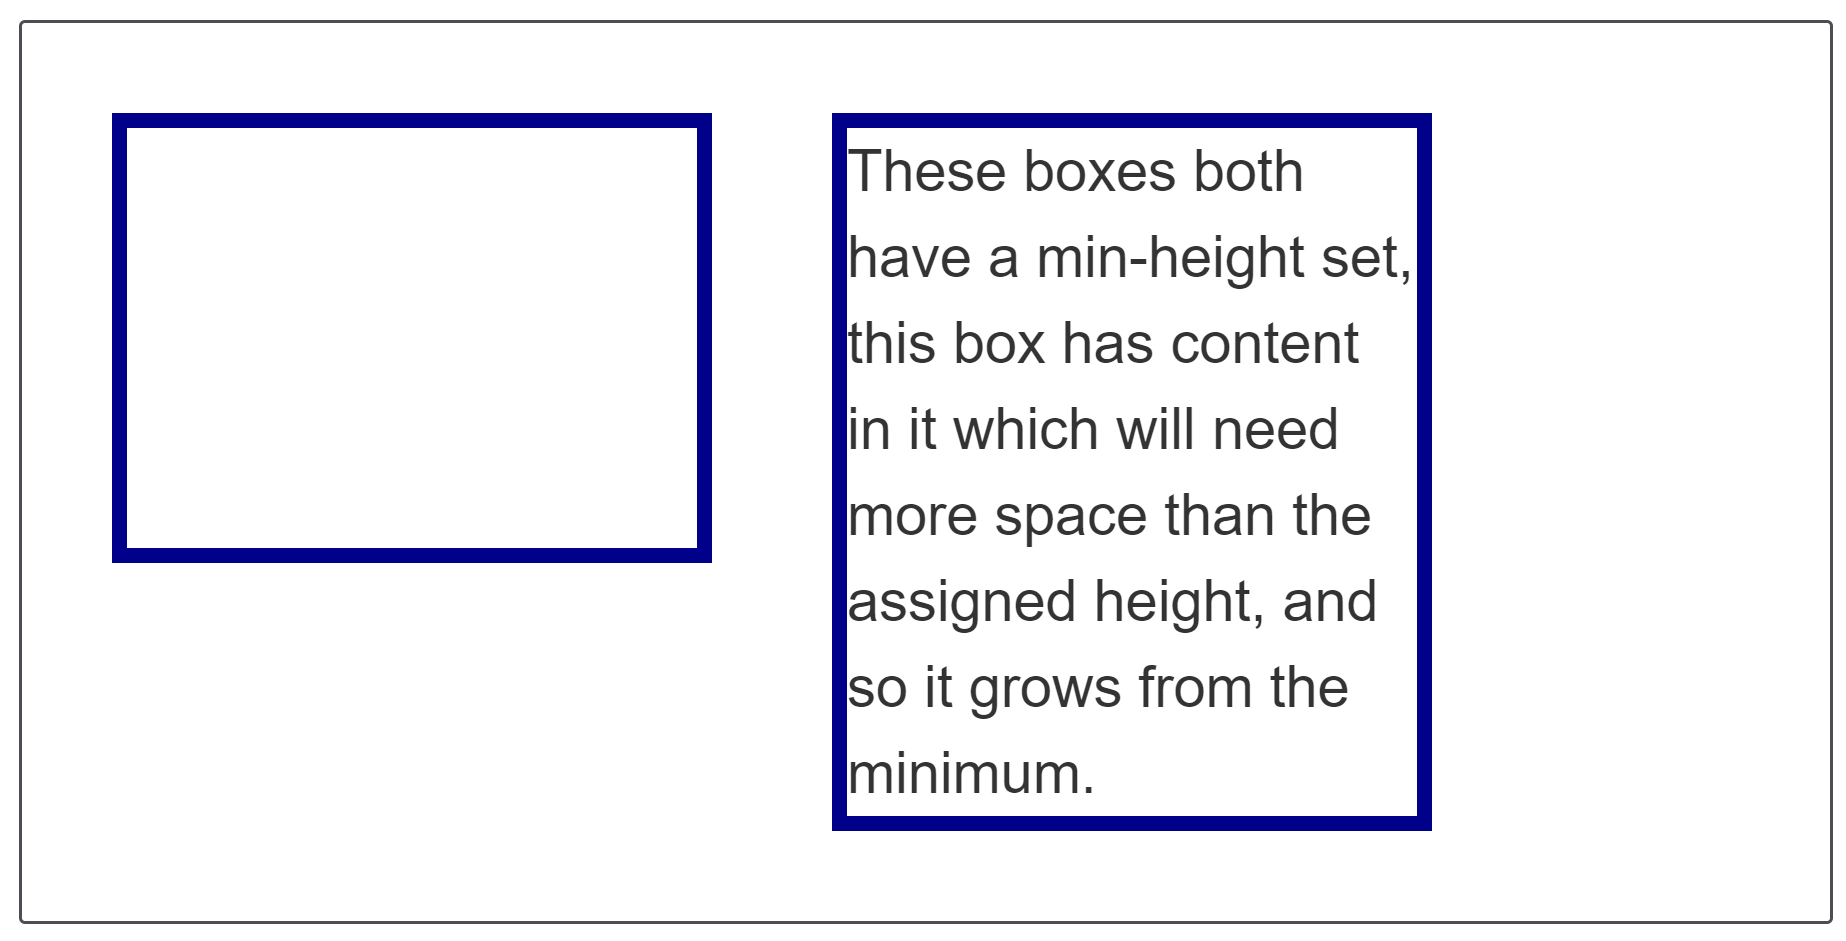 These boxes both
have a min-height set,
this box has content
in it which will need
more space than the
assigned height, and
so it grows from the
minimum.